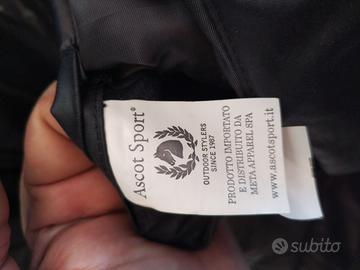 Ascot Sport®
OUTDOOR STYLERS
SINCE 1987
PRODOTTO IMPORTATO
E DISTRIBUITO DA
META APPAREL SPA
www.ascotsport.it
subito